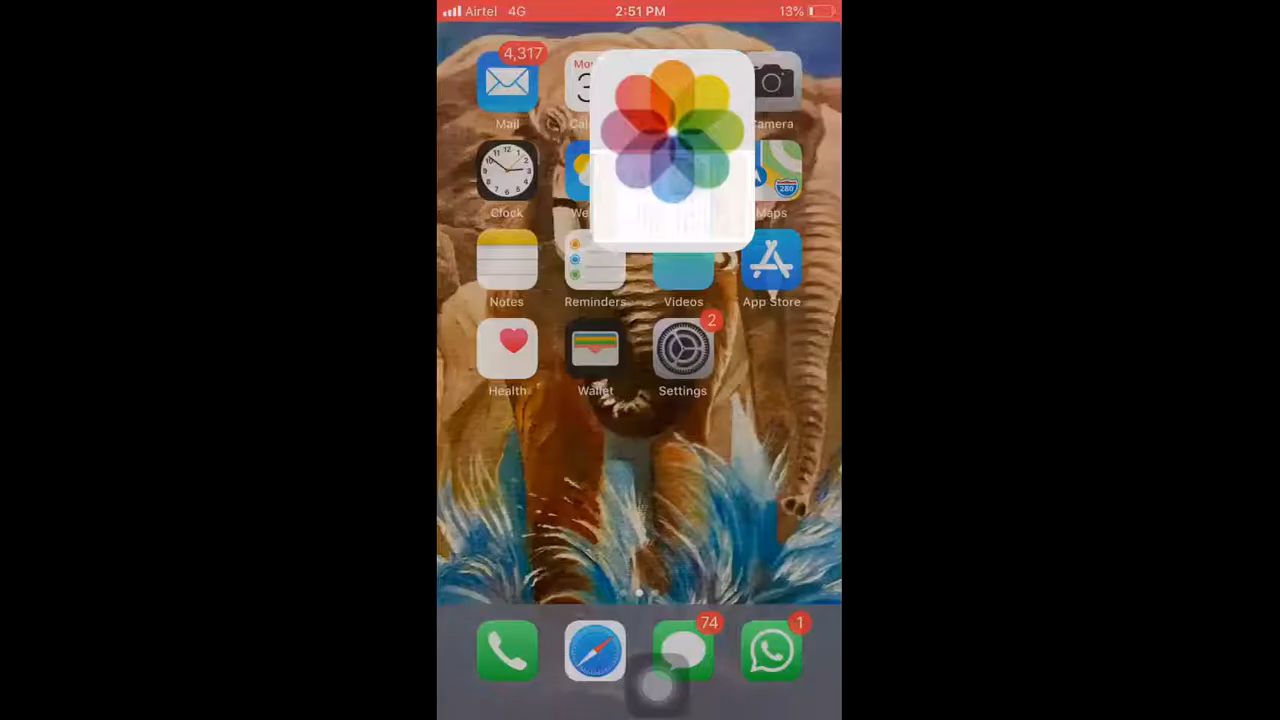 Airtel 4G 2:51 PM 13%
4,317
Mail
Camera
Clock
Maps
280
Notes
Reminders
Videos
App Store
2
Health
Wallet
Settings
74
1